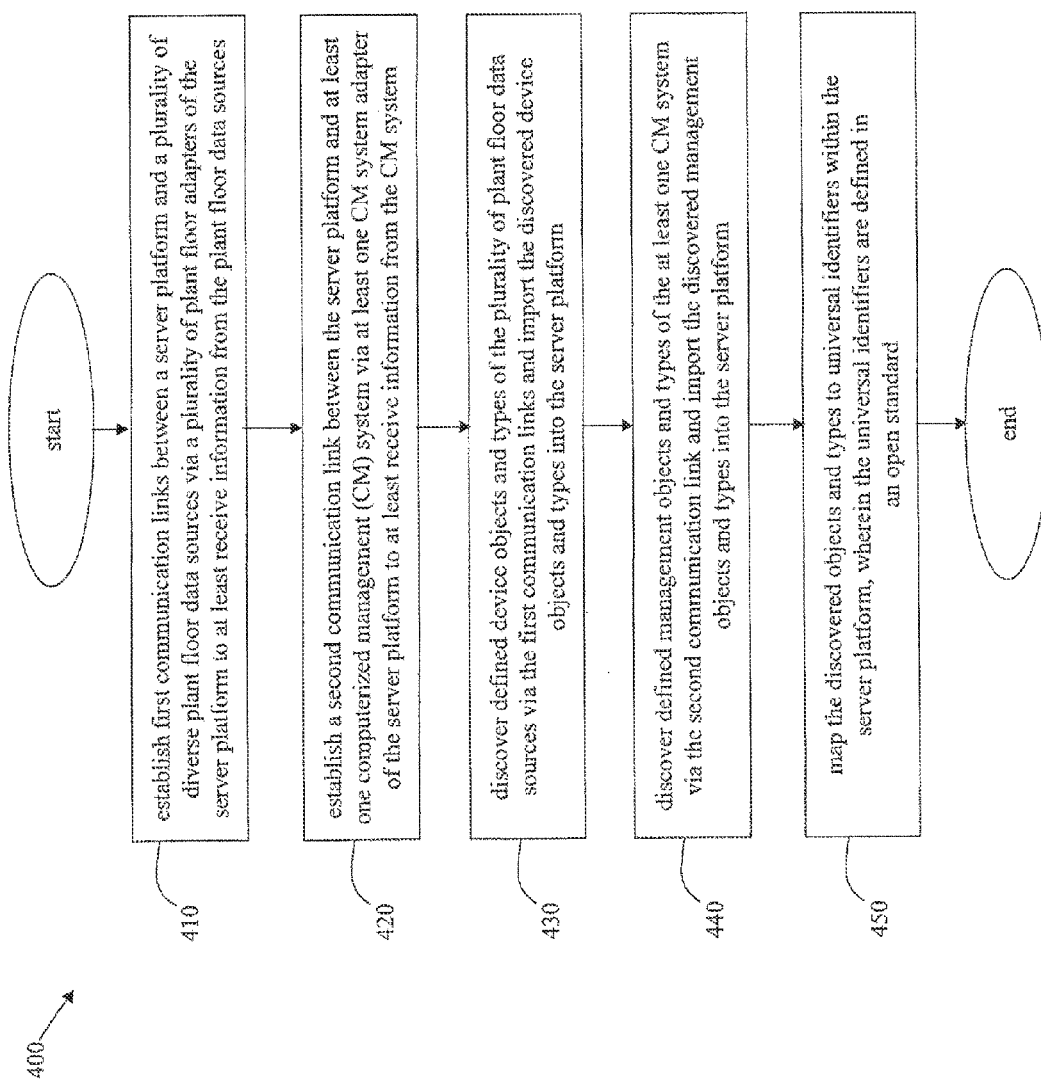 400
start
410
establish first communication links between a server platform and a plurality of
diverse plant floor data sources via a plurality of plant floor adapters of the
server platform to at least receive information from the plant floor data sources
420
establish a second communication link between the server platform and at least
one computerized management (CM) system via at least one CM system adapter
of the server platform to at least receive information from the CM system
430
discover defined device objects and types of the plurality of plant floor data
sources via the first communication links and import the discovered device
objects and types into the server platform
440
discover defined management objects and types of the at least one CM system
via the second communication link and import the discovered management
objects and types into the server platform
450
map the discovered objects and types to universal identifiers within the
server platform, wherein the universal identifiers are defined in
an open standard
end